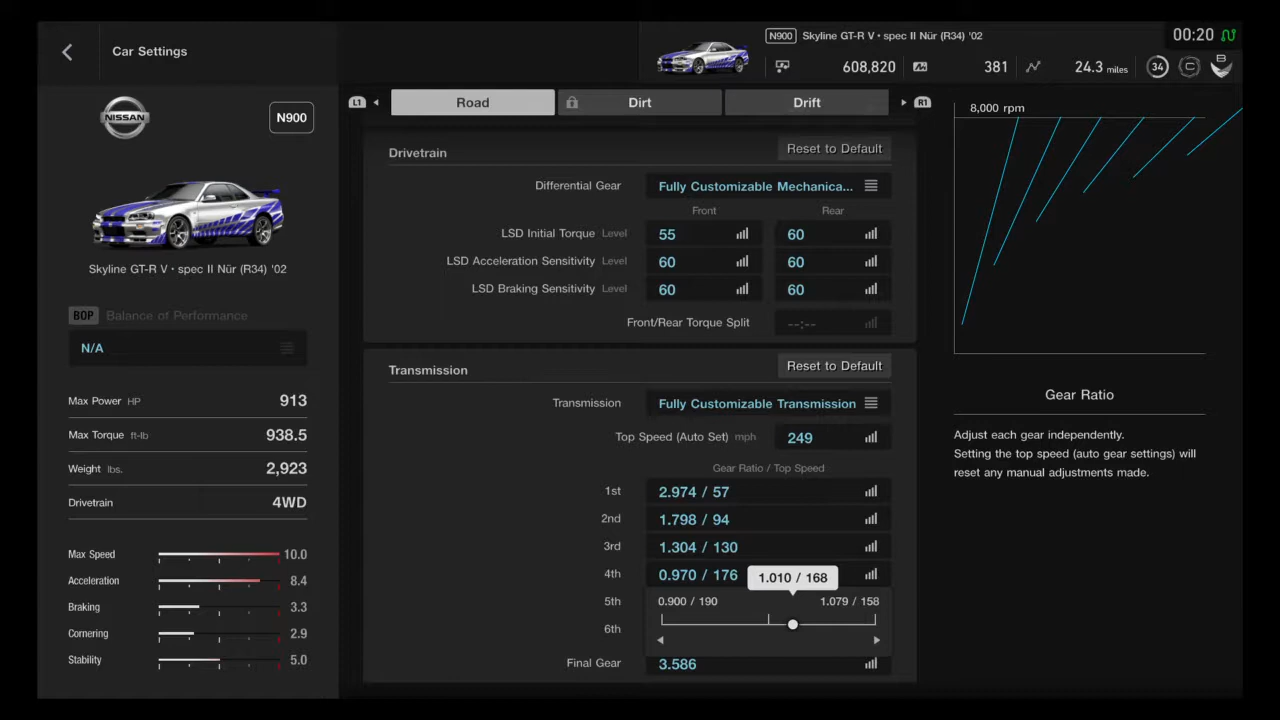 Car Settings
N900 Skyline GT-R V・spec II Nür (R34) '02
00:20
608,820 381 24.3 miles 34 C B
NISSAN
N900
Skyline GT-R V・spec II Nür (R34) '02
BOP Balance of Performance
N/A
Max Power HP 913
Max Torque ft-lb 938.5
Weight lbs. 2,923
Drivetrain 4WD
Max Speed 10.0
Acceleration 8.4
Braking 3.3
Cornering 2.9
Stability 5.0
L1 Road Dirt Drift R1
Drivetrain Reset to Default
Differential Gear Fully Customizable Mechanica...
Front Rear
LSD Initial Torque Level 55 60
LSD Acceleration Sensitivity Level 60 60
LSD Braking Sensitivity Level 60 60
Front/Rear Torque Split --:--
Transmission Reset to Default
Transmission Fully Customizable Transmission
Top Speed (Auto Set) mph 249
Gear Ratio / Top Speed
1st 2.974 / 57
2nd 1.798 / 94
3rd 1.304 / 130
4th 0.970 / 176
1.010 / 168
5th 0.900 / 190 1.079 / 158
6th
Final Gear 3.586
8,000 rpm
Gear Ratio
Adjust each gear independently.
Setting the top speed (auto gear settings) will
reset any manual adjustments made.